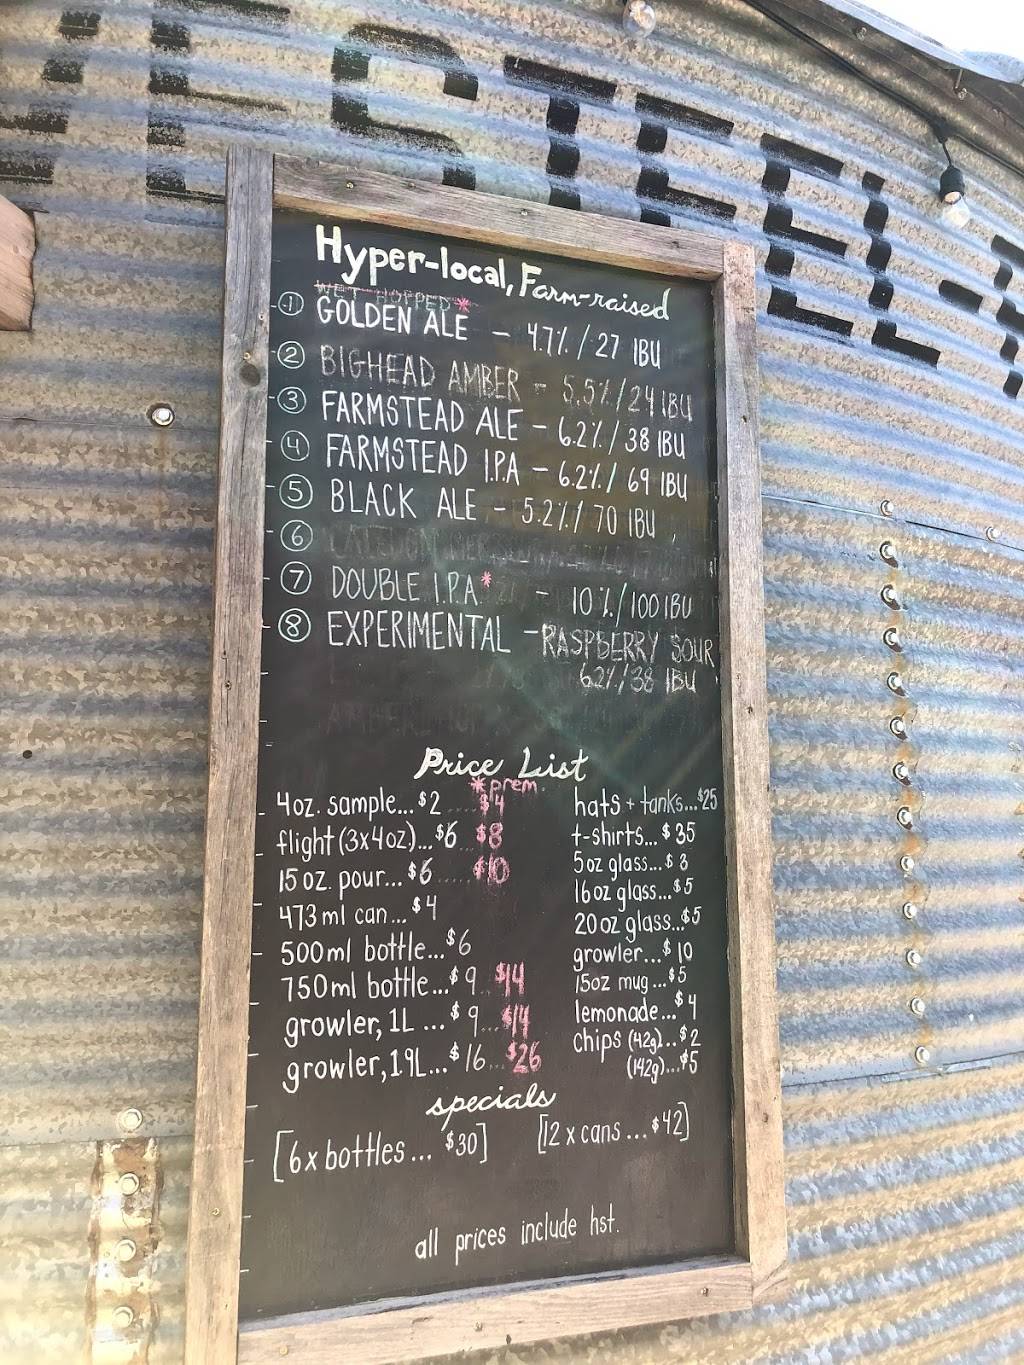 WESTEEL-
Hyper-local, Farm-raised
WET HOPPED*
① GOLDEN ALE - 4.7% / 27 IBU
② BIGHEAD AMBER - 5.5% / 24 IBU
③ FARMSTEAD ALE - 6.2% / 38 IBU
④ FARMSTEAD I.P.A - 6.2% / 69 IBU
⑤ BLACK ALE - 5.2% / 70 IBU
⑥
⑦ DOUBLE I.P.A* - 10% / 100 IBU
⑧ EXPERIMENTAL - RASPBERRY SOUR
6.2% / 38 IBU
Price List
*prem.
4oz. sample...$2....$4
flight (3x4oz)...$6...$8
15 oz. pour...$6.....$10
473 ml can...$4
500ml bottle...$6
750ml bottle...$9...$14
growler, 1L...$9...$14
growler, 1.9L...$16...$26
hats + tanks...$25
t-shirts...$35
5oz glass...$3
16oz glass...$5
20oz glass...$5
growler...$10
15oz mug...$5
lemonade...$4
chips (42g)...$2
(142g)...$5
specials
[6 x bottles... $30]
[12 x cans...$42]
all prices include hst.